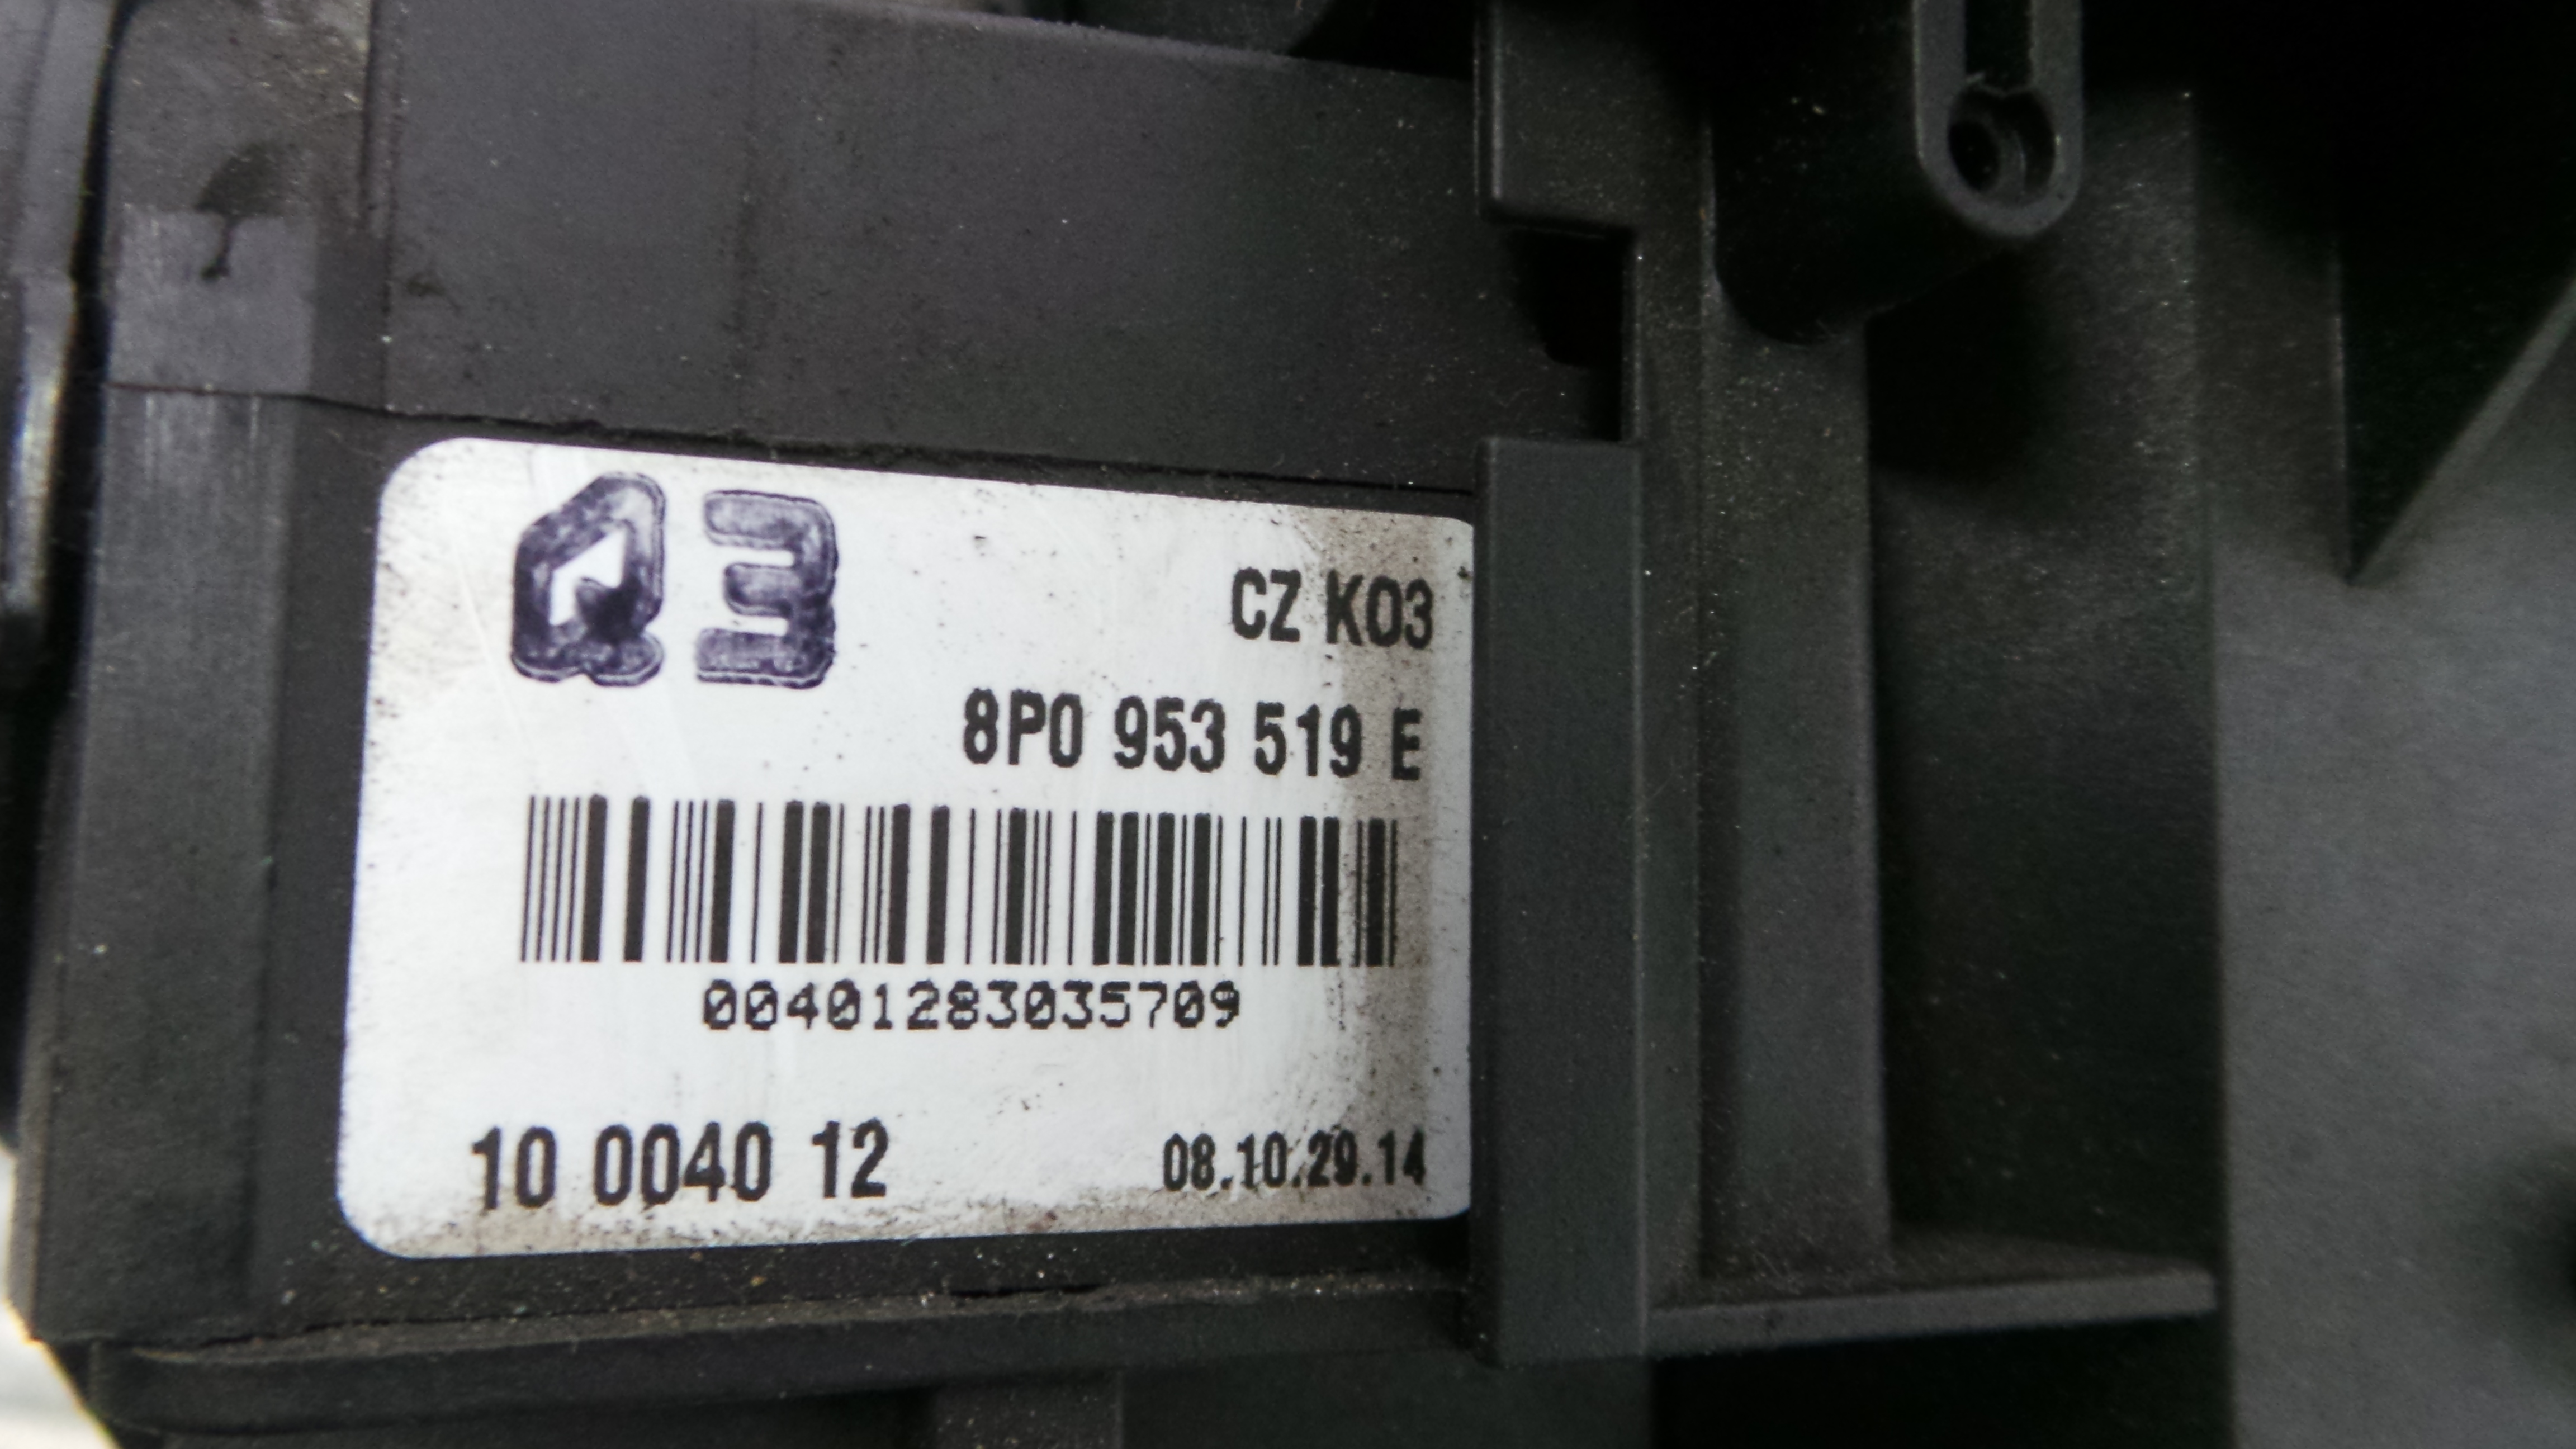 Q3
CZ K03
8P0 953 519 E
00401283035709
10 0040 12
08.10.29.14